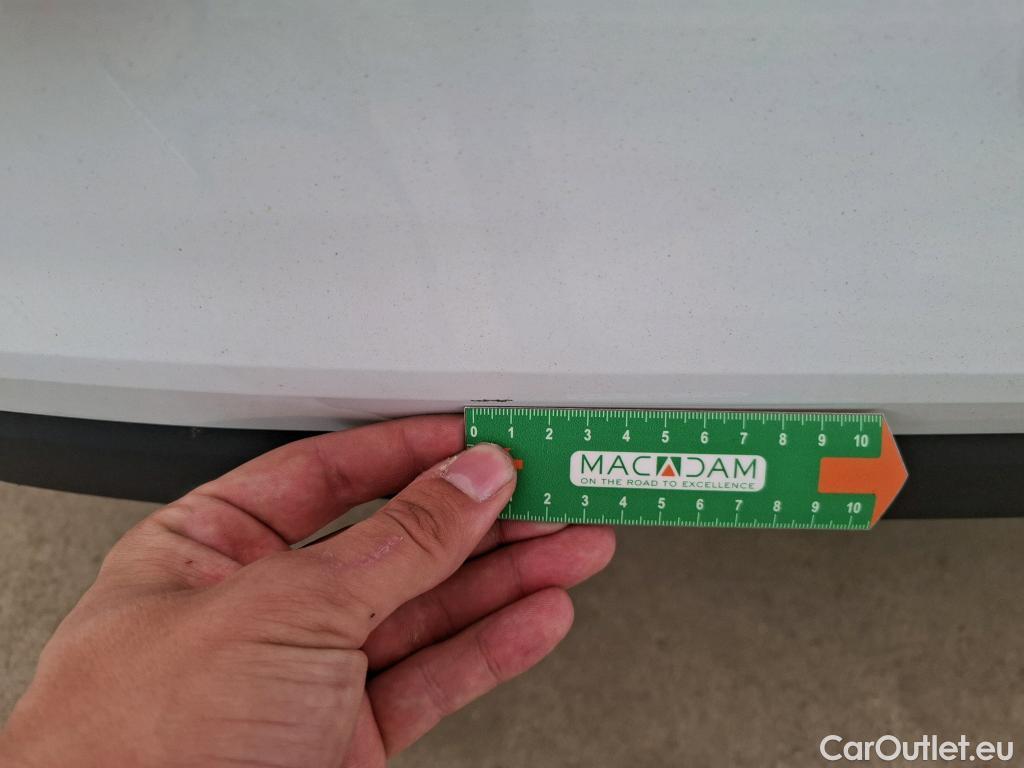 0 1 2 3 4 5 6 7 8 9 10
MACADAM
ON THE ROAD TO EXCELLENCE
1 2 3 4 5 6 7 8 9 10
CarOutlet.eu